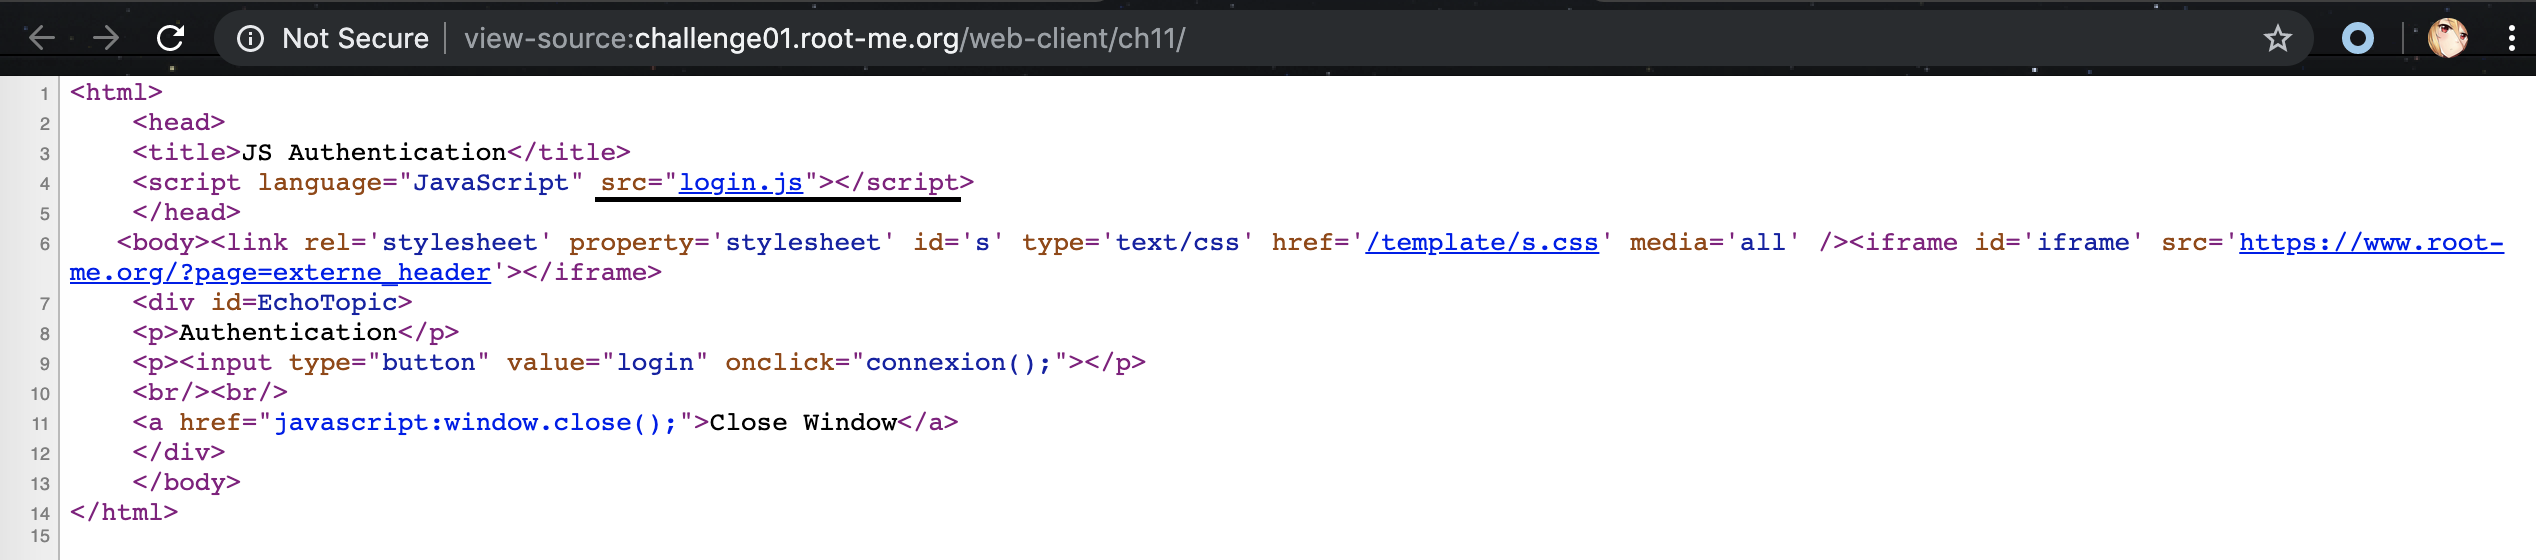 Not Secure view-source:challenge01.root-me.org/web-client/ch11/
1 <html>
2 <head>
3 <title>JS Authentication</title>
4 <script language="JavaScript" src="login.js"></script>
5 </head>
6 <body><link rel='stylesheet' property='stylesheet' id='s' type='text/css' href='/template/s.css' media='all' /><iframe id='iframe' src='https://www.root-
me.org/?page=externe_header'></iframe>
7 <div id=EchoTopic>
8 <p>Authentication</p>
9 <p><input type="button" value="login" onclick="connexion();"></p>
10 <br/><br/>
11 <a href="javascript:window.close();">Close Window</a>
12 </div>
13 </body>
14 </html>
15